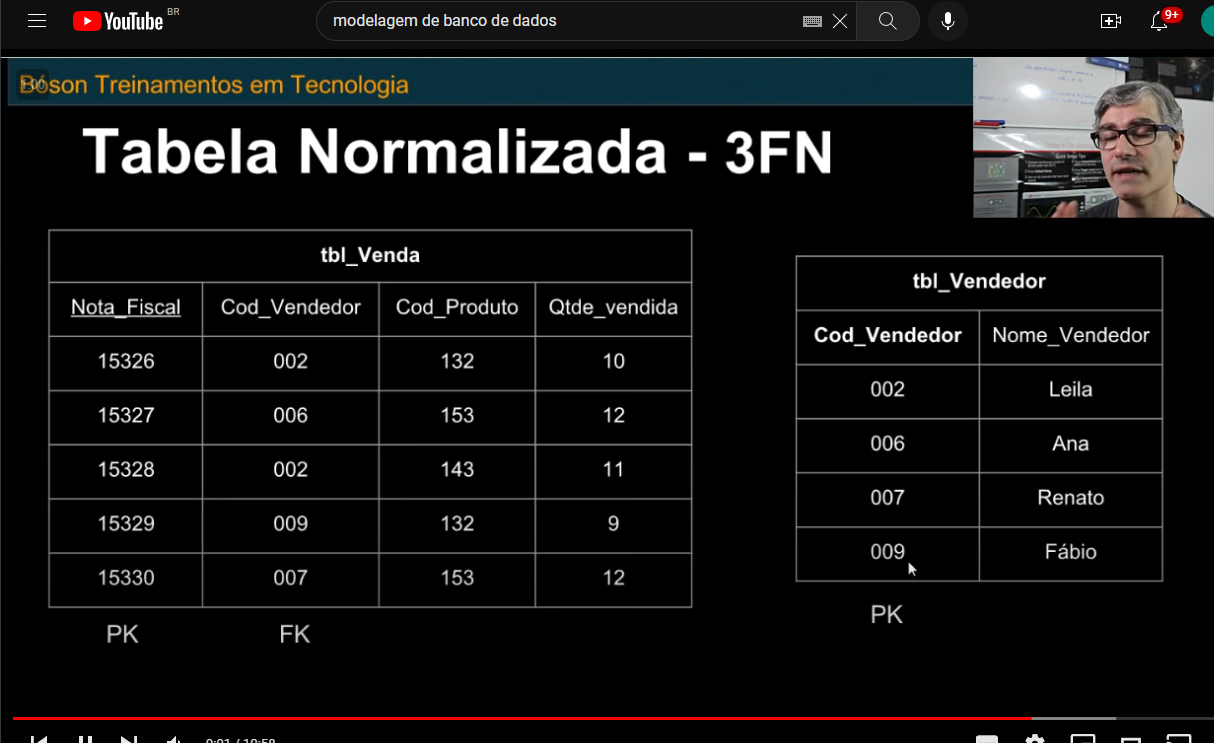 YouTube BR
modelagem de banco de dados
9+
Bóson Treinamentos em Tecnologia
Tabela Normalizada - 3FN
tbl_Venda
Nota_Fiscal Cod_Vendedor Cod_Produto Qtde_vendida
15326 002 132 10
15327 006 153 12
15328 002 143 11
15329 009 132 9
15330 007 153 12
PK FK
tbl_Vendedor
Cod_Vendedor Nome_Vendedor
002 Leila
006 Ana
007 Renato
009 Fábio
PK